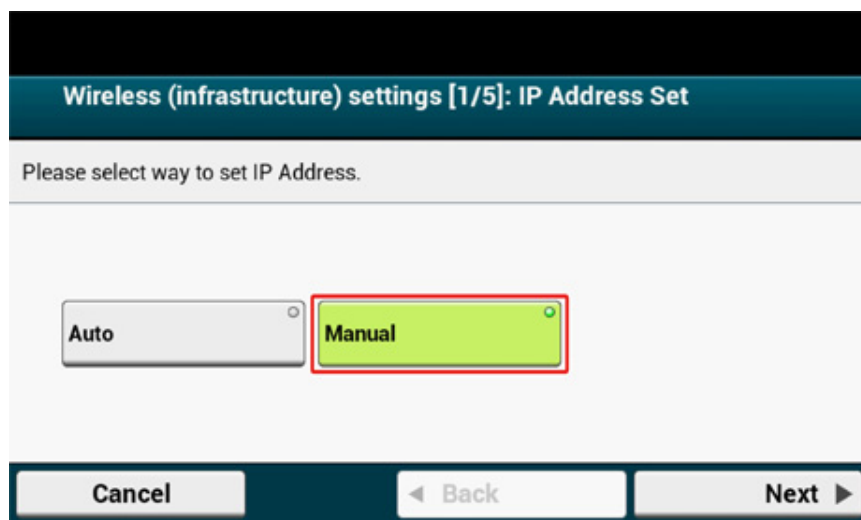 Wireless (infrastructure) settings [1/5]: IP Address Set
Please select way to set IP Address.
Auto
Manual
Cancel
Back
Next